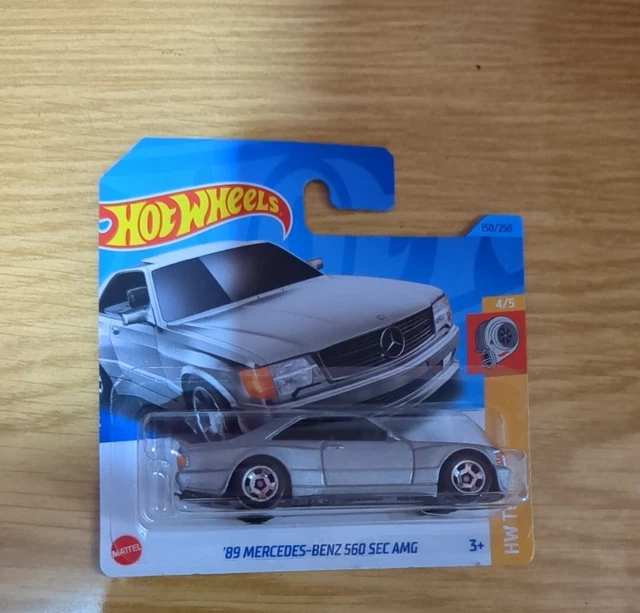 HOT WHEELS
150/250
4/5
MATTEL
'89 MERCEDES-BENZ 560 SEC AMG
3+
HW